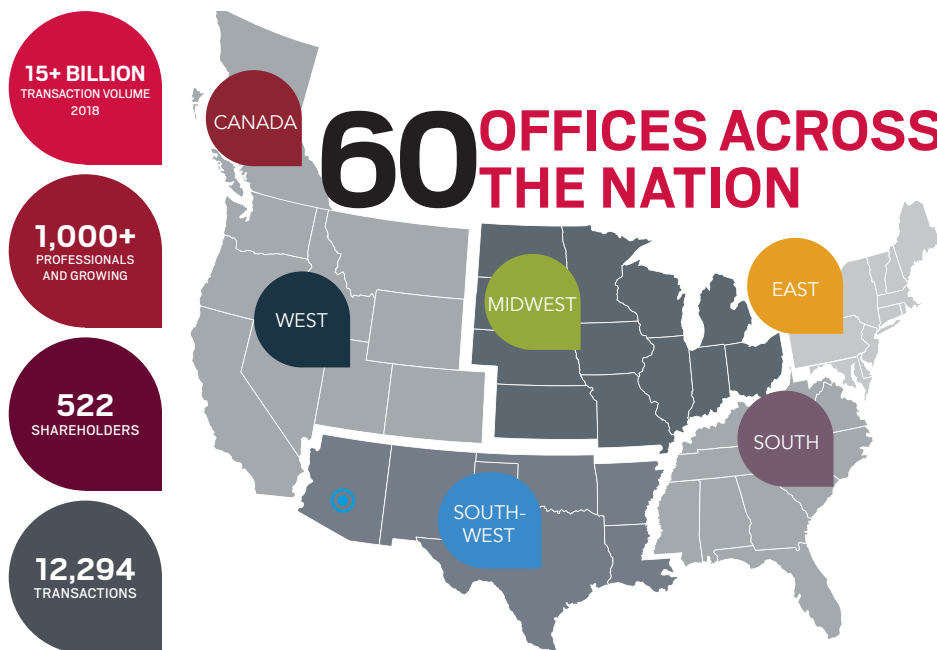 15+ BILLION
TRANSACTION VOLUME
2018
1,000+
PROFESSIONALS
AND GROWING
522
SHAREHOLDERS
12,294
TRANSACTIONS
60 OFFICES ACROSS
THE NATION
CANADA
WEST
MIDWEST
EAST
SOUTH
SOUTH-
WEST